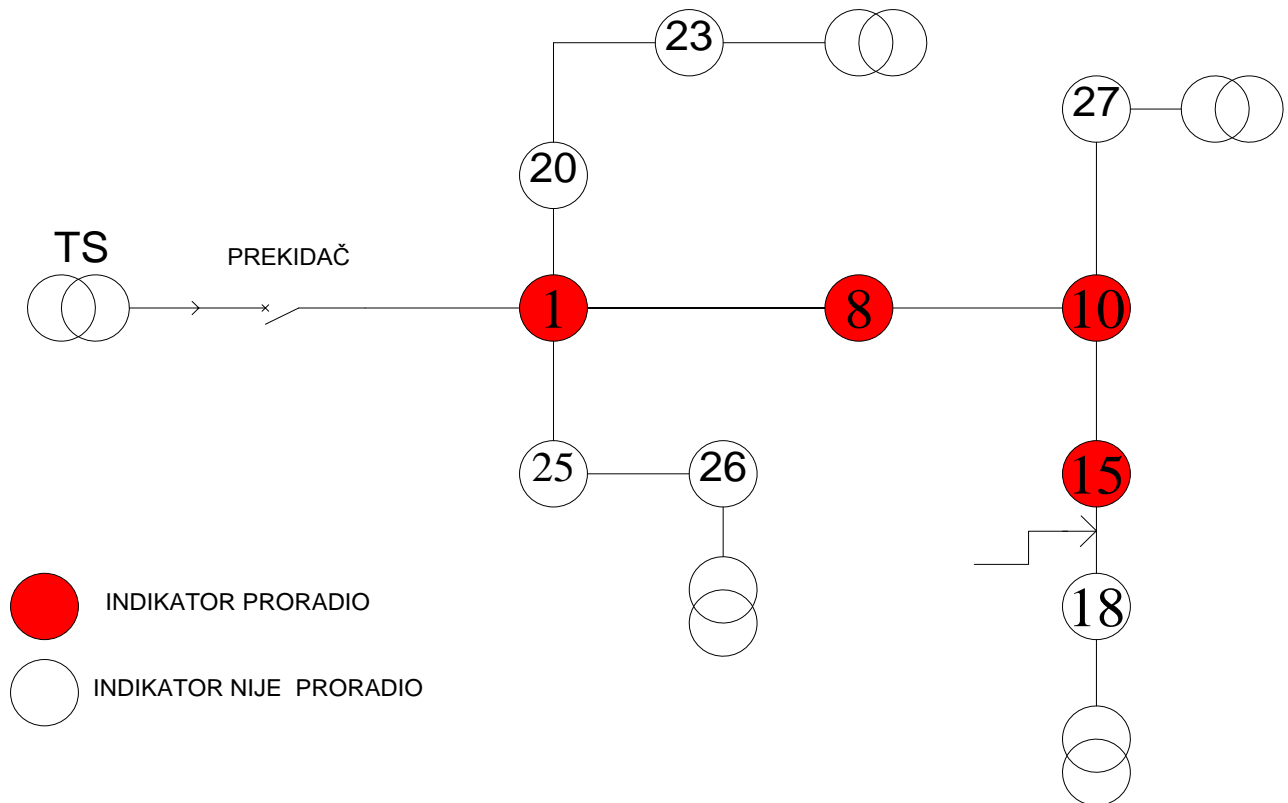 23
27
20
TS
PREKIDAČ
1
8
10
25
26
15
INDIKATOR PRORADIO
18
INDIKATOR NIJE PRORADIO